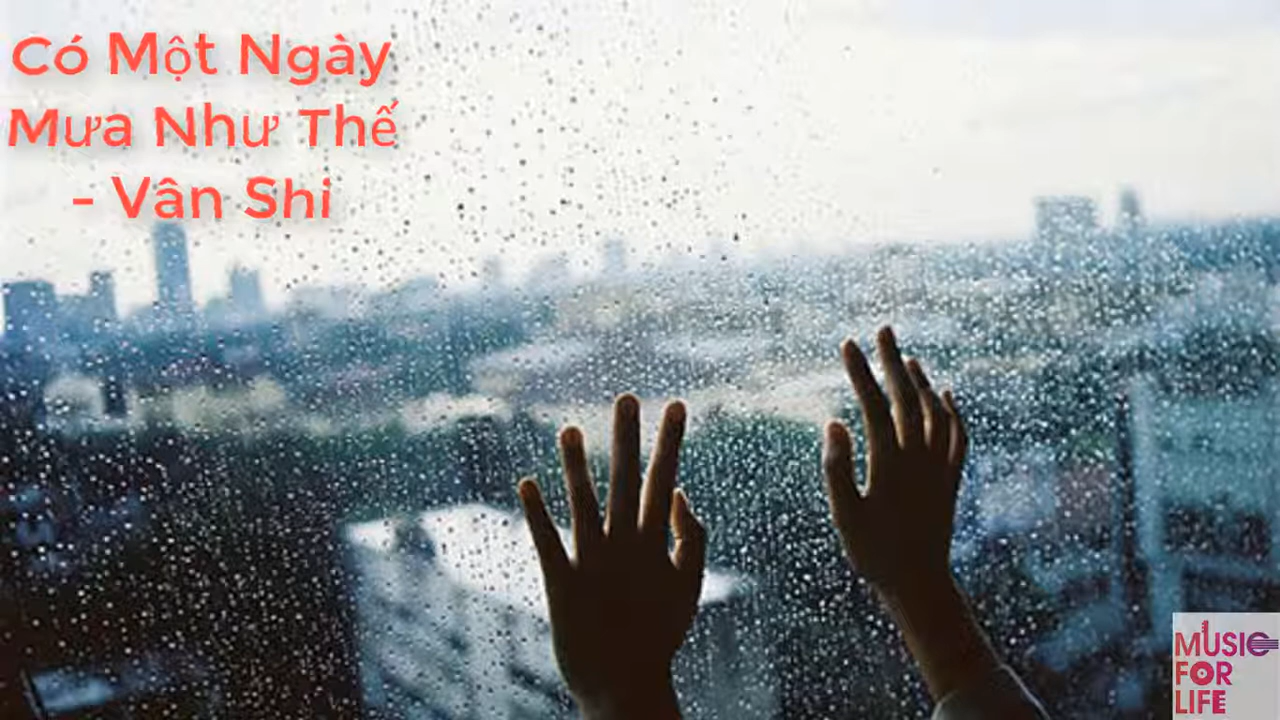 Có Một Ngày
Mưa Như Thế
- Vân Shi
MUSIC
FOR
LIFE